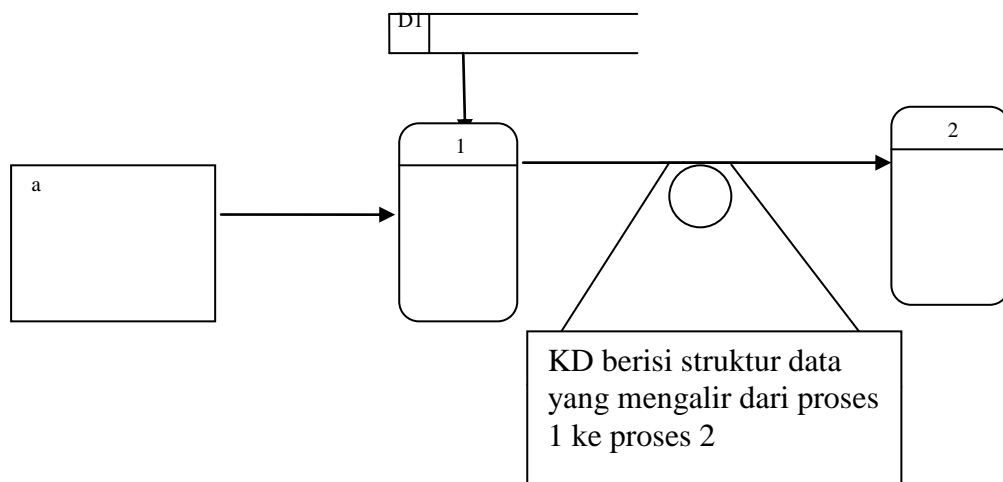 D1
1
2
a
KD berisi struktur data
yang mengalir dari proses
1 ke proses 2